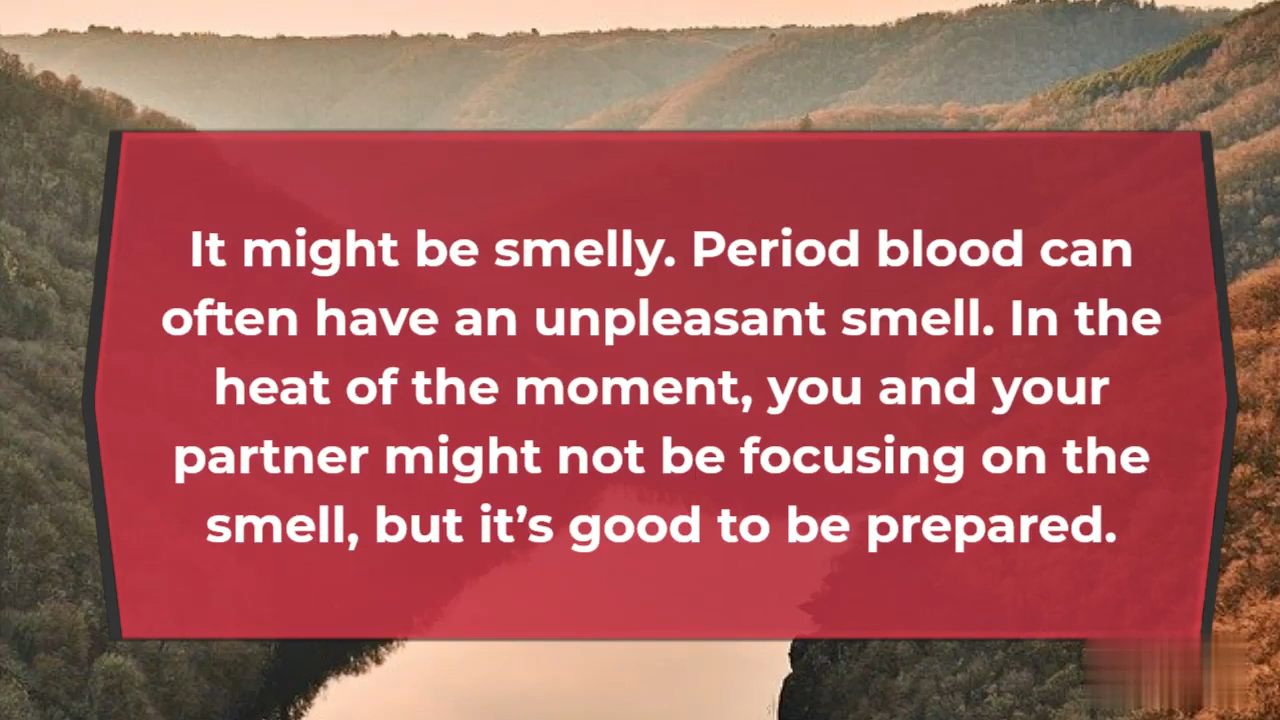 It might be smelly. Period blood can
often have an unpleasant smell. In the
heat of the moment, you and your
partner might not be focusing on the
smell, but it’s good to be prepared.